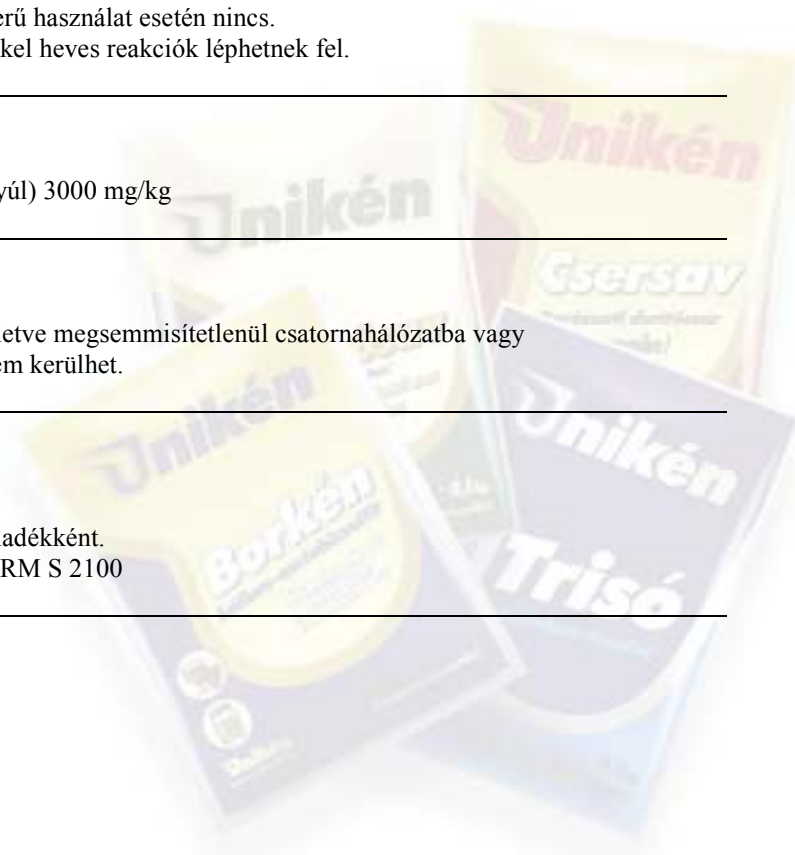 erű használat esetén nincs.
kel heves reakciók léphetnek fel.
yúl) 3000 mg/kg
letve megsemmisítetlenül csatornahálózatba vagy
em kerülhet.
adékként.
RM S 2100
Unikén
Unikén
Csersav
Unikén
Borkén
Unikén
Trisó